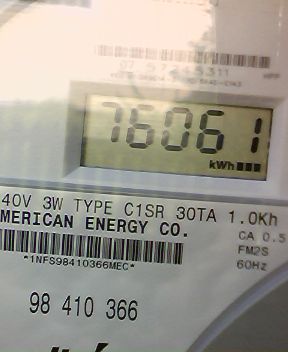 76061
kWh
40V 3W TYPE C1SR 30TA 1.0Kh
MERICAN ENERGY CO.
CA 0.5
FM2S
60Hz
*1NFS98410366MEC*
98 410 366